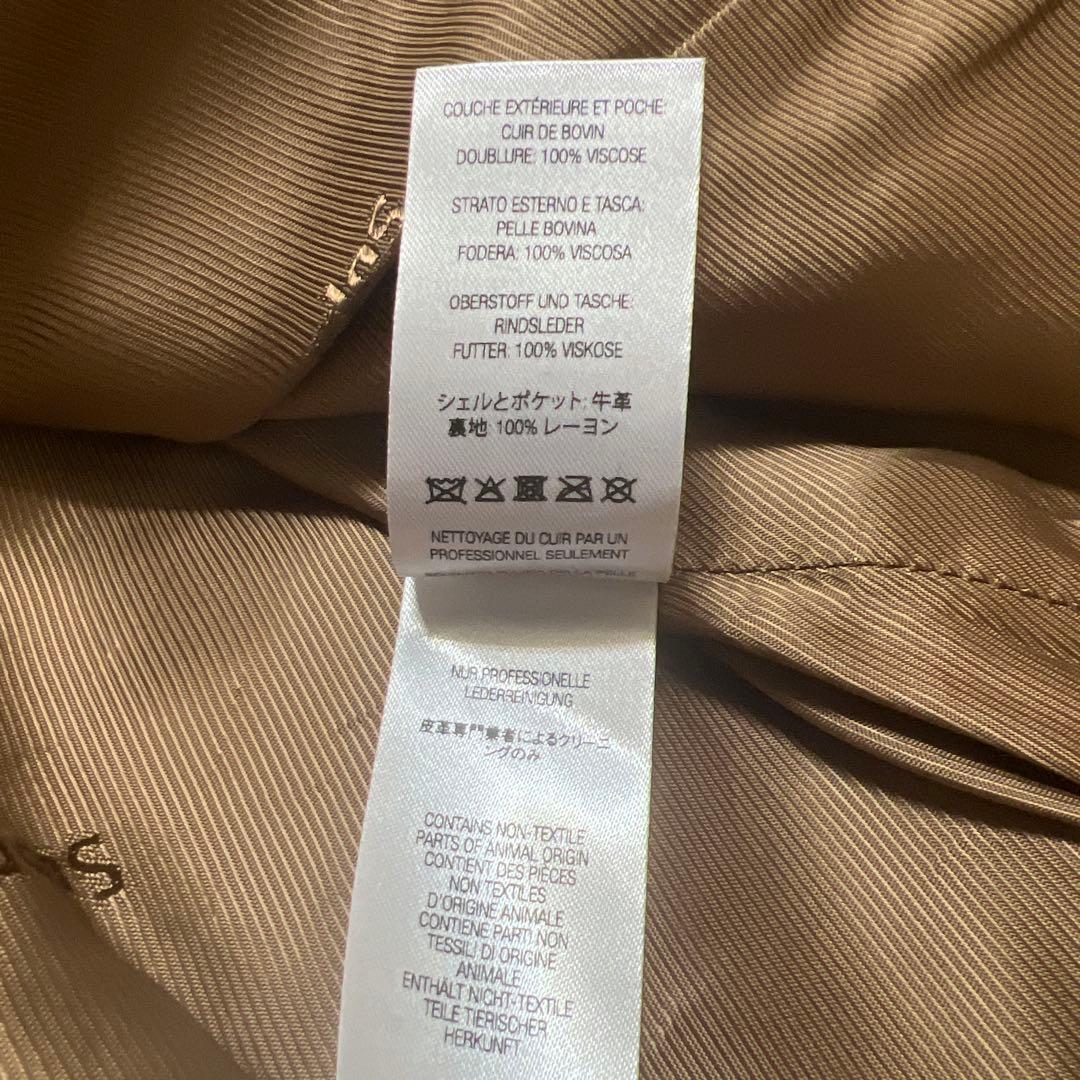 COUCHE EXTÉRIEURE ET POCHE:
CUIR DE BOVIN
DOUBLURE: 100% VISCOSE
STRATO ESTERNO E TASCA:
PELLE BOVINA
FODERA: 100% VISCOSA
OBERSTOFF UND TASCHE:
RINDSLEDER
FUTTER: 100% VISKOSE
シェルとポケット: 牛革
裏地: 100% レーヨン
NETTOYAGE DU CUIR PAR UN
PROFESSIONNEL SEULEMENT
NUR PROFESSIONELLE
LEDERREINIGUNG
皮革専門業者によるクリーニ
ングのみ
CONTAINS NON-TEXTILE
PARTS OF ANIMAL ORIGIN
CONTIENT DES PIÈCES
NON TEXTILES
D'ORIGINE ANIMALE
CONTIENE PARTI NON
TESSILI DI ORIGINE
ANIMALE
ENTHÄLT NICHT-TEXTILE
TEILE TIERISCHER
HERKUNFT